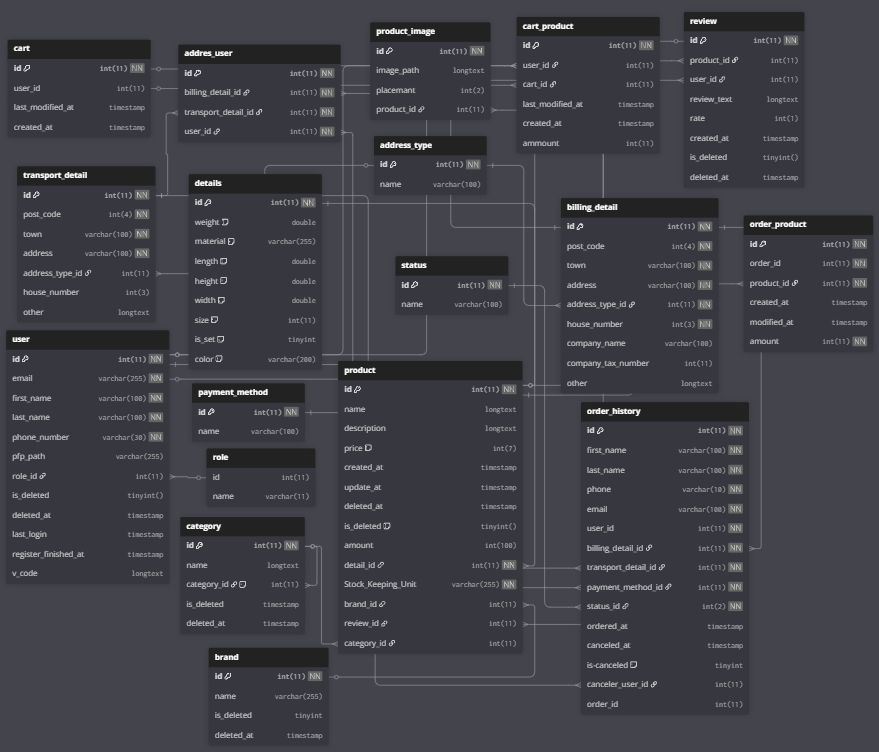 cart
id int(11) NN
user_id int(11)
last_modified_at timestamp
created_at timestamp
addres_user
id int(11) NN
billing_detail_id int(11) NN
transport_detail_id int(11) NN
user_id int(11) NN
product_image
id int(11) NN
image_path longtext
placemant int(2)
product_id int(11)
cart_product
id int(11) NN
user_id int(11)
cart_id int(11)
last_modified_at timestamp
created_at timestamp
ammount int(11)
review
id int(11) NN
product_id int(11)
user_id int(11)
review_text longtext
rate int(1)
created_at timestamp
is_deleted tinyint()
deleted_at timestamp
address_type
id int(11) NN
name varchar(100)
transport_detail
id int(11) NN
post_code int(4) NN
town varchar(100) NN
address varchar(100) NN
address_type_id int(11)
house_number int(3)
other longtext
details
id int(11) NN
weight double
material varchar(255)
length double
height double
width double
size int(11)
is_set tinyint
color varchar(200)
billing_detail
id int(11) NN
post_code int(4) NN
town varchar(100) NN
address varchar(100) NN
address_type_id int(11) NN
house_number int(3) NN
company_name varchar(100)
company_tax_number int(11)
other longtext
order_product
id int(11) NN
order_id int(11) NN
product_id int(11) NN
created_at timestamp
modified_at timestamp
amount int(11) NN
status
id int(11) NN
name varchar(100)
user
id int(11) NN
email varchar(255) NN
first_name varchar(100) NN
last_name varchar(100) NN
phone_number varchar(30) NN
pfp_path varchar(255)
role_id int(11)
is_deleted tinyint()
deleted_at timestamp
last_login timestamp
register_finished_at timestamp
v_code longtext
payment_method
id int(11) NN
name varchar(100)
role
id int(11)
name varchar(11)
category
id int(11) NN
name longtext
category_id int(11)
is_deleted timestamp
deleted_at timestamp
brand
id int(11) NN
name varchar(255)
is_deleted tinyint
deleted_at timestamp
product
id int(11) NN
name longtext
description longtext
price int(7)
created_at timestamp
update_at timestamp
deleted_at timestamp
is_deleted tinyint()
amount int(100)
detail_id int(11) NN
Stock_Keeping_Unit varchar(255) NN
brand_id int(11)
review_id int(11)
category_id int(11)
order_history
id int(11) NN
first_name varchar(100) NN
last_name varchar(100) NN
phone varchar(10) NN
email varchar(100) NN
user_id int(11) NN
billing_detail_id int(11) NN
transport_detail_id int(11) NN
payment_method_id int(11) NN
status_id int(2) NN
ordered_at timestamp
canceled_at timestamp
is-canceled tinyint
canceler_user_id int(11)
order_id int(11)